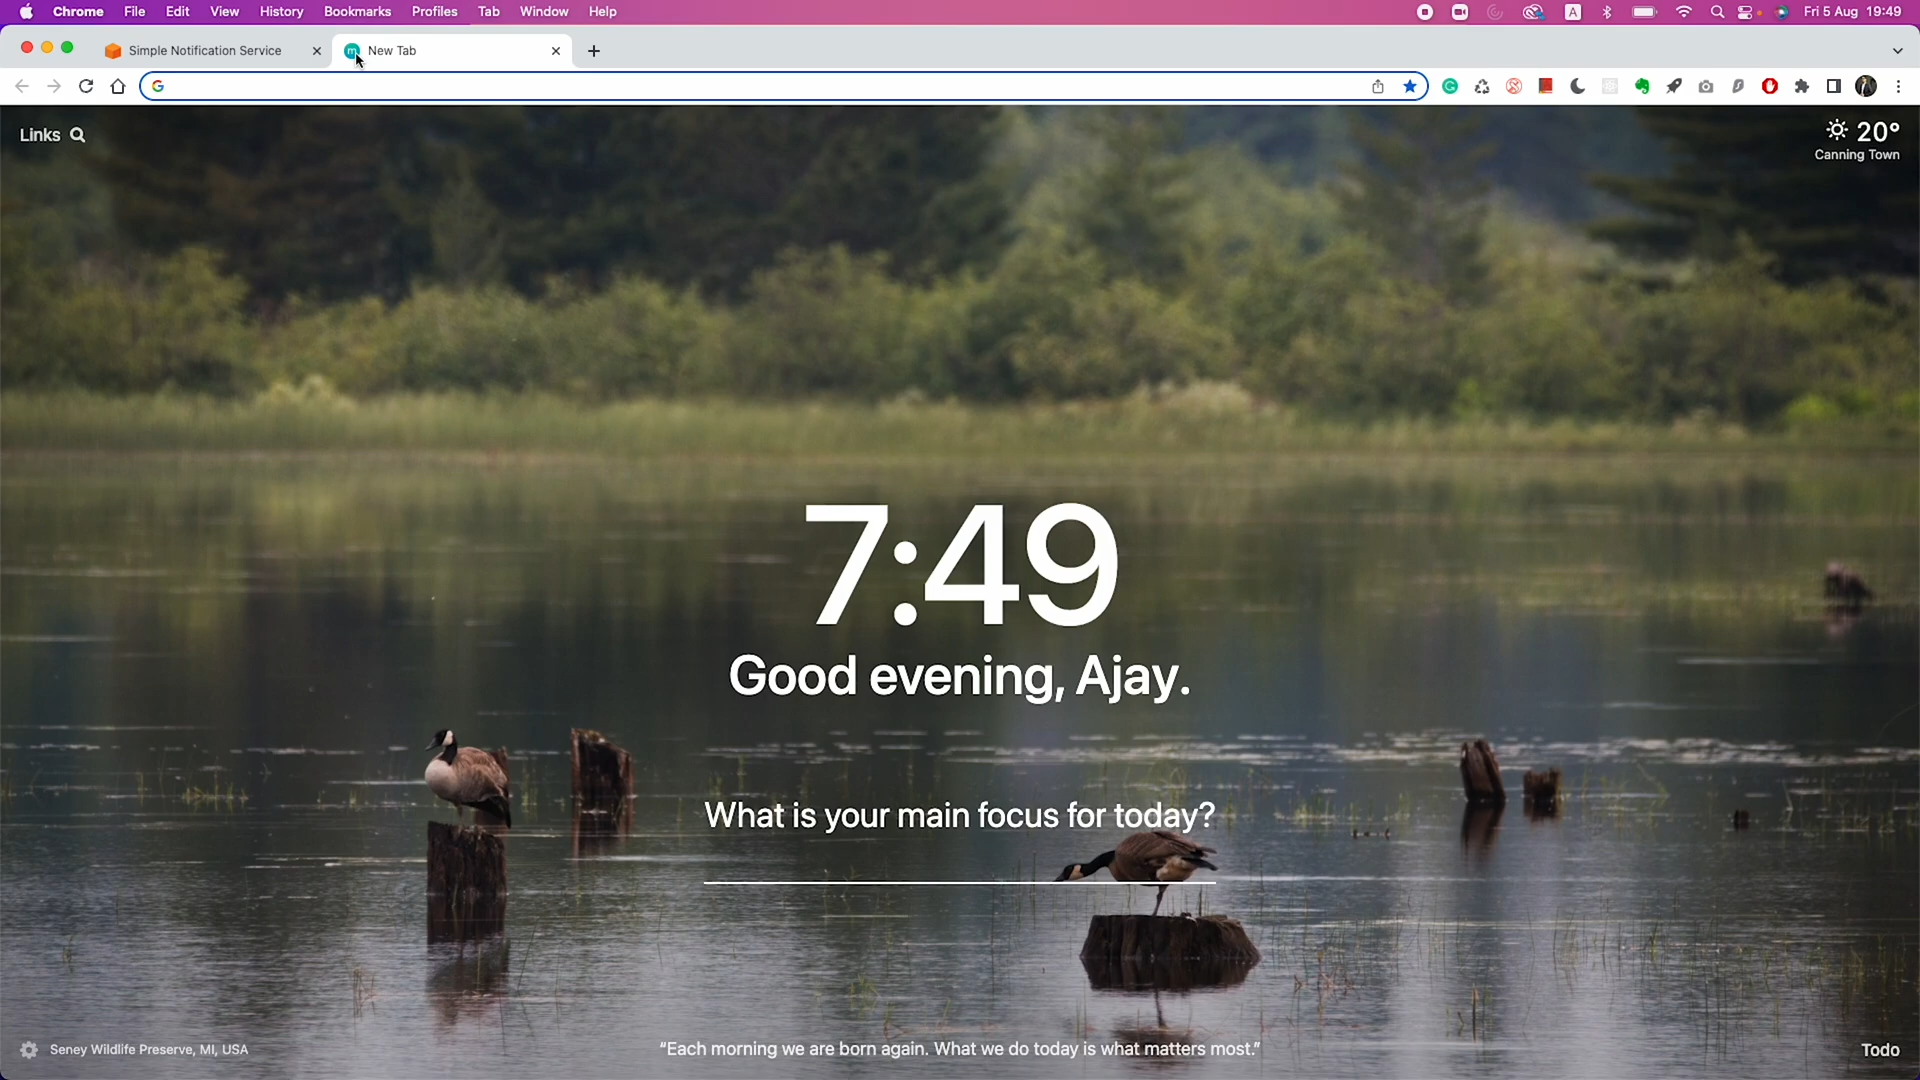 Chrome File Edit View History Bookmarks Profiles Tab Window Help
A
Fri 5 Aug 19:49
Simple Notification Service
m New Tab
G
Links
20°
Canning Town
7:49
Good evening, Ajay.
What is your main focus for today?
Seney Wildlife Preserve, MI, USA
“Each morning we are born again. What we do today is what matters most.”
Todo